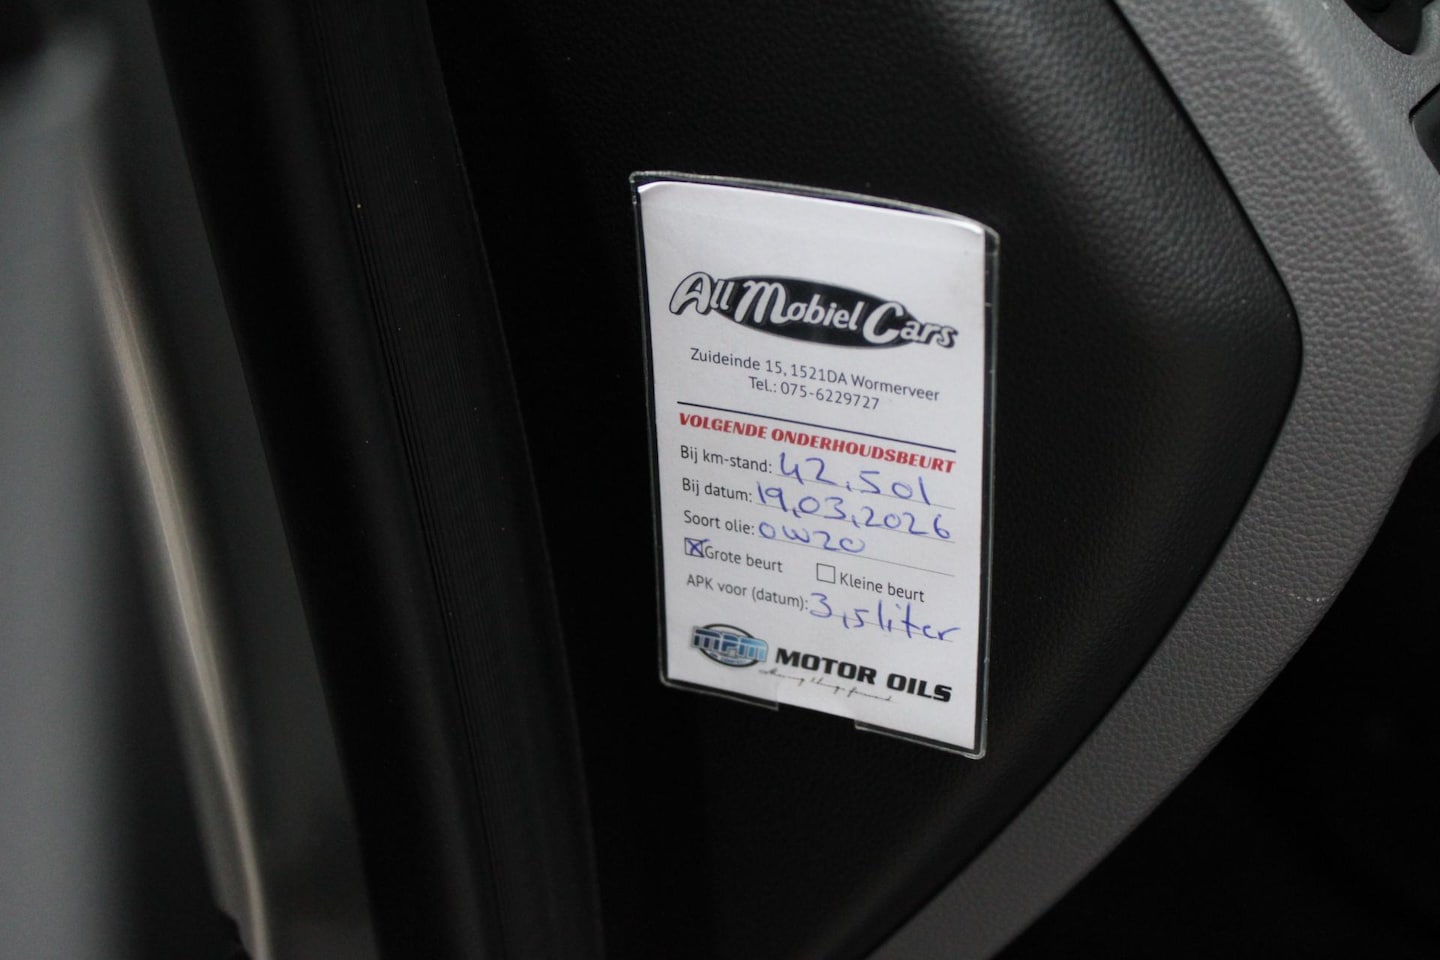 All Mobiel Cars
Zuideinde 15, 1521DA Wormerveer
Tel.: 075-6229727
VOLGENDE ONDERHOUDSBEURT
Bij km-stand: 42.501
Bij datum: 19.03.2026
Soort olie: 0W20
Grote beurt Kleine beurt
APK voor (datum): 3,5 liter
MPM MOTOR OILS